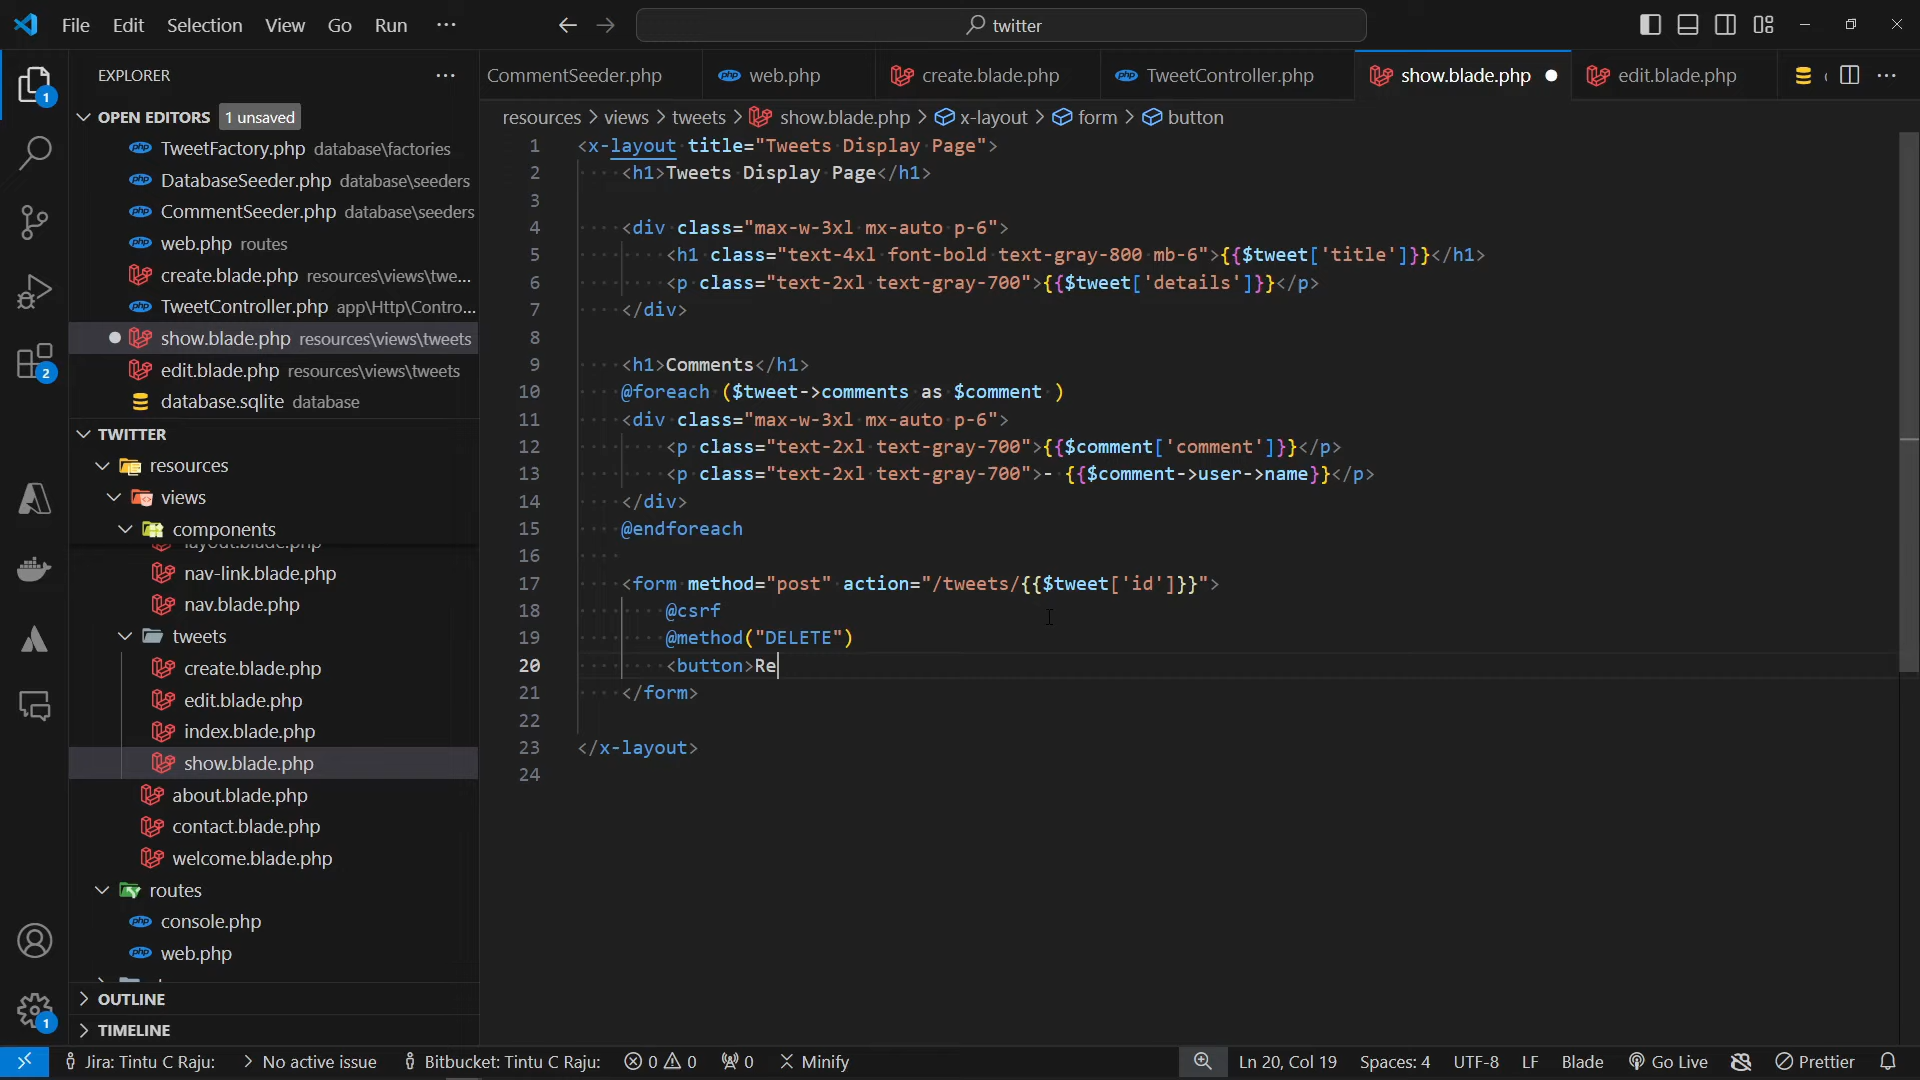 File Edit Selection View Go Run ··· twitter
EXPLORER ···
CommentSeeder.php web.php create.blade.php TweetController.php show.blade.php edit.blade.php ···
OPEN EDITORS 1 unsaved
resources > views > tweets > show.blade.php > x-layout > form > button
TweetFactory.php database\factories
DatabaseSeeder.php database\seeders
CommentSeeder.php database\seeders
web.php routes
create.blade.php resources\views\twe...
TweetController.php app\Http\Contro...
show.blade.php resources\views\tweets
edit.blade.php resources\views\tweets
database.sqlite database
TWITTER
resources
views
components
layout.blade.php
nav-link.blade.php
nav.blade.php
tweets
create.blade.php
edit.blade.php
index.blade.php
show.blade.php
about.blade.php
contact.blade.php
welcome.blade.php
routes
console.php
web.php
OUTLINE
TIMELINE
1
1
2
1 <x-layout title="Tweets Display Page">
2 <h1>Tweets Display Page</h1>
3
4 <div class="max-w-3xl mx-auto p-6">
5 <h1 class="text-4xl font-bold text-gray-800 mb-6">{{$tweet['title']}}</h1>
6 <p class="text-2xl text-gray-700">{{$tweet['details']}}</p>
7 </div>
8
9 <h1>Comments</h1>
10 @foreach ($tweet->comments as $comment )
11 <div class="max-w-3xl mx-auto p-6">
12 <p class="text-2xl text-gray-700">{{$comment['comment']}}</p>
13 <p class="text-2xl text-gray-700">- {{$comment->user->name}}</p>
14 </div>
15 @endforeach
16
17 <form method="post" action="/tweets/{{$tweet['id']}}">
18 @csrf
19 @method("DELETE")
20 <button>Re
21 </form>
22
23 </x-layout>
24
Jira: Tintu C Raju: > No active issue Bitbucket: Tintu C Raju: 0 0 0 Minify Ln 20, Col 19 Spaces: 4 UTF-8 LF Blade Go Live Prettier